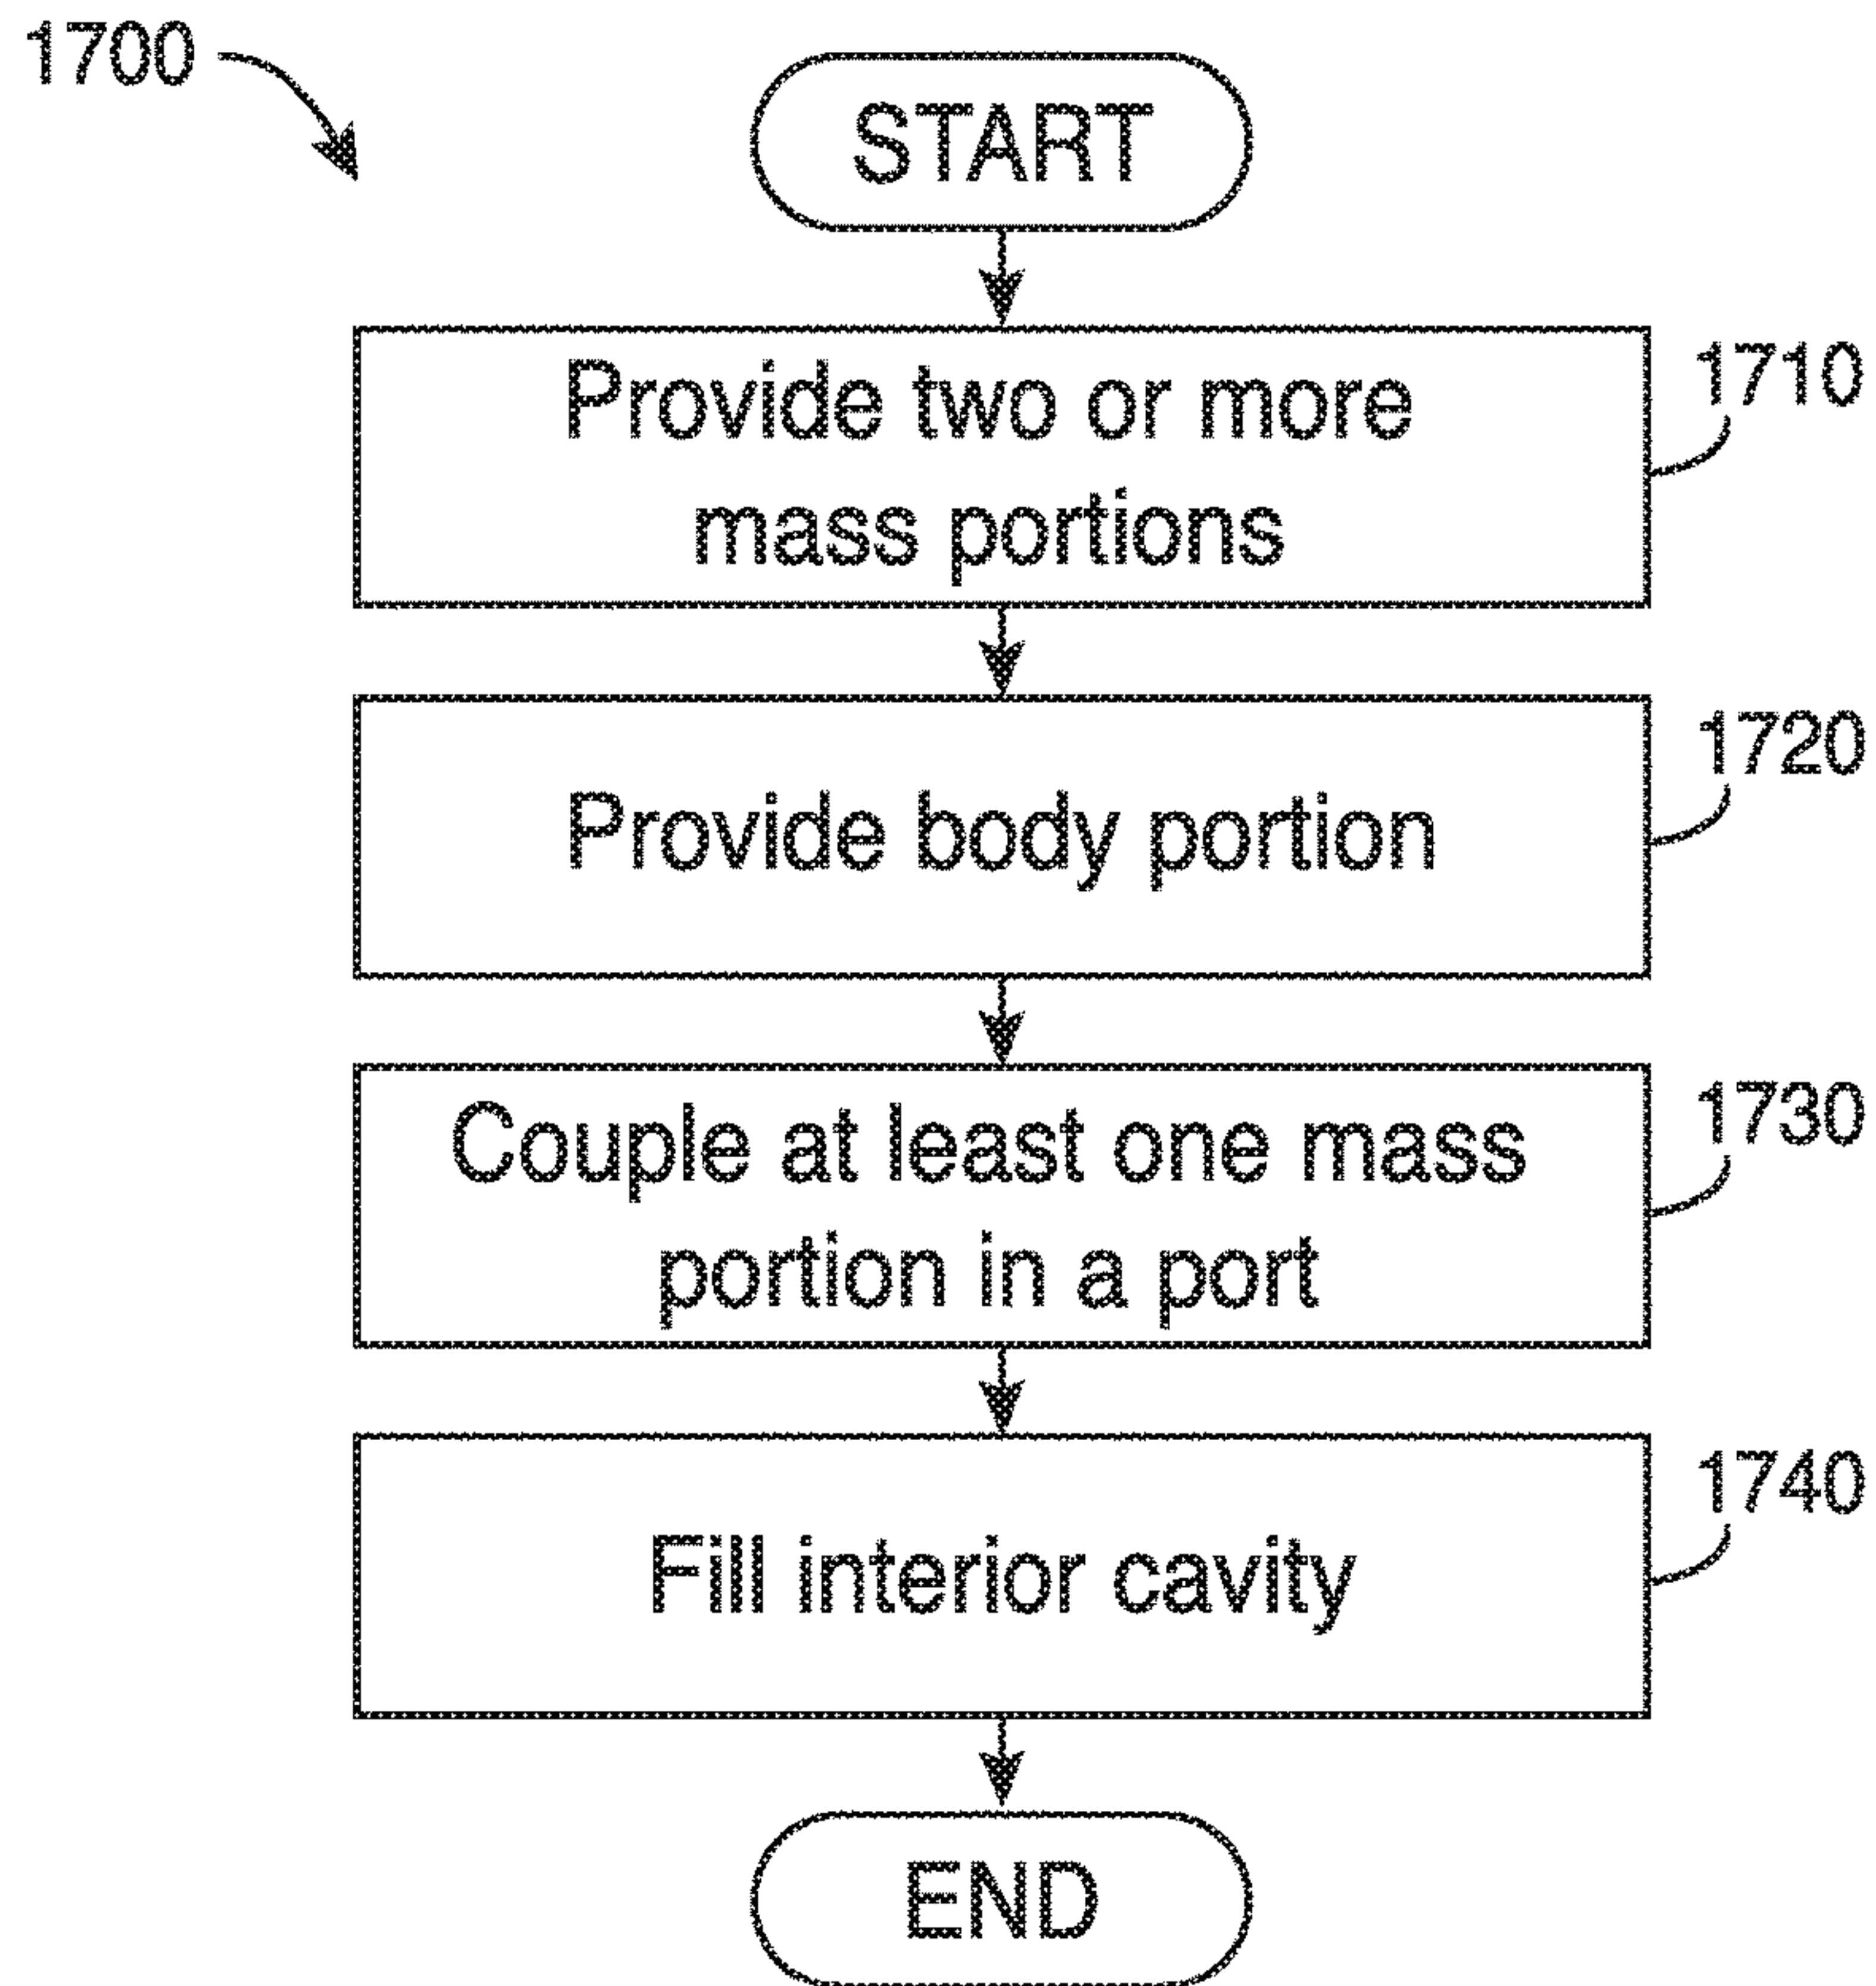 1700
START
Provide two or more
mass portions
1710
Provide body portion
1720
Couple at least one mass
portion in a port
1730
Fill interior cavity
1740
END